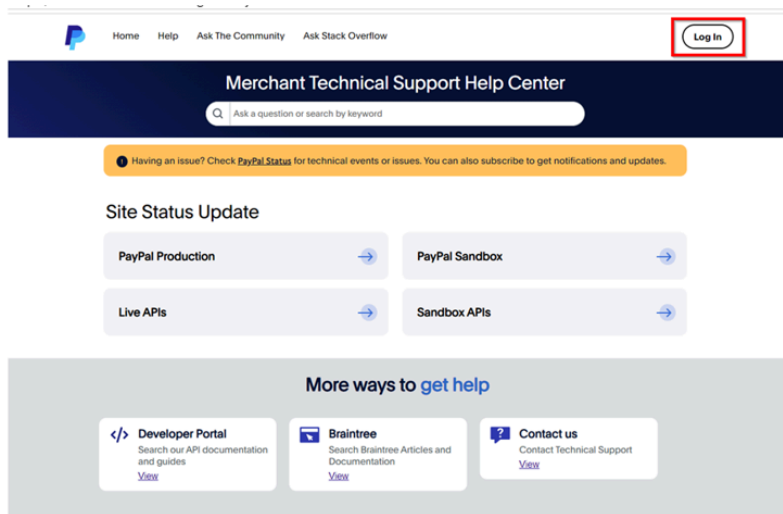 Home Help Ask The Community Ask Stack Overflow Log In
Merchant Technical Support Help Center
Ask a question or search by keyword
Having an issue? Check PayPal Status for technical events or issues. You can also subscribe to get notifications and updates.
Site Status Update
PayPal Production
PayPal Sandbox
Live APIs
Sandbox APIs
More ways to get help
Developer Portal
Search our API documentation
and guides
View
Braintree
Search Braintree Articles and
Documentation
View
Contact us
Contact Technical Support
View